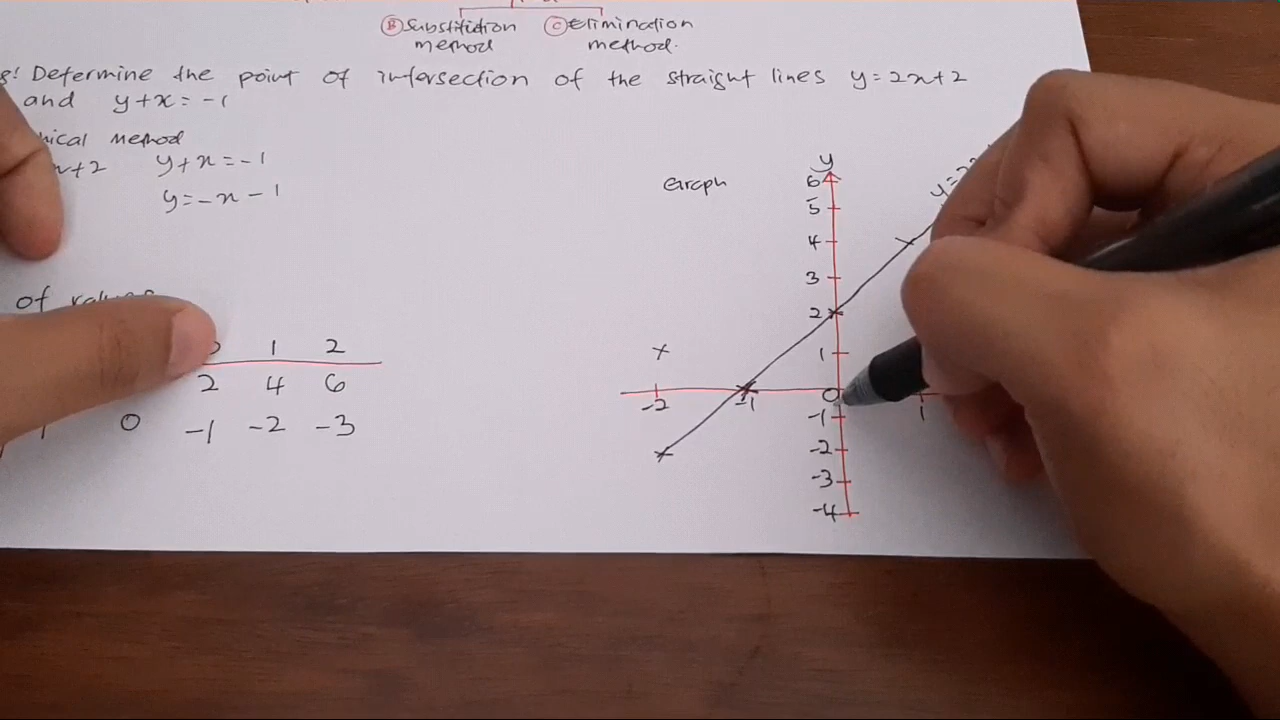 Ⓑ Substitution Ⓒ Elimination
method method.
Determine the point of intersection of the straight lines y=2x+2
and y+x=-1
method
x+2 y+x=-1
y=-x-1
of values
1 2
2 4 6
0 -1 -2 -3
Graph
y
6
5
4
3
2
1
0
-2 -1 1
-1
-2
-3
-4